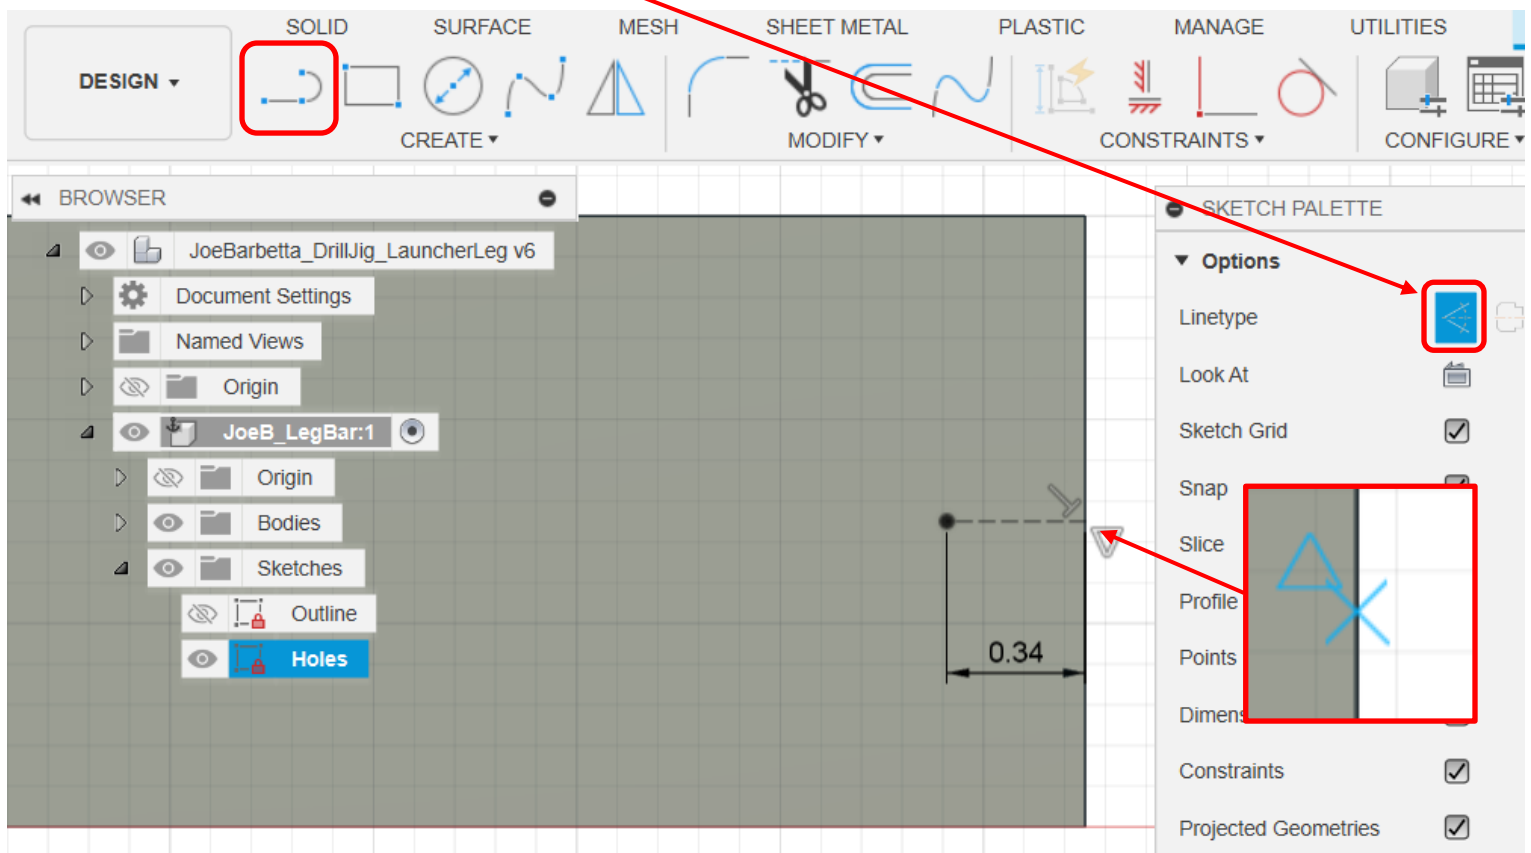 SOLID SURFACE MESH SHEET METAL PLASTIC MANAGE UTILITIES
DESIGN
CREATE MODIFY CONSTRAINTS CONFIGURE
BROWSER
JoeBarbetta_DrillJig_LauncherLeg v6
Document Settings
Named Views
Origin
JoeB_LegBar:1
Origin
Bodies
Sketches
Outline
Holes
0.34
SKETCH PALETTE
Options
Linetype
Look At
Sketch Grid
Snap
Slice
Profile
Points
Dimens
Constraints
Projected Geometries